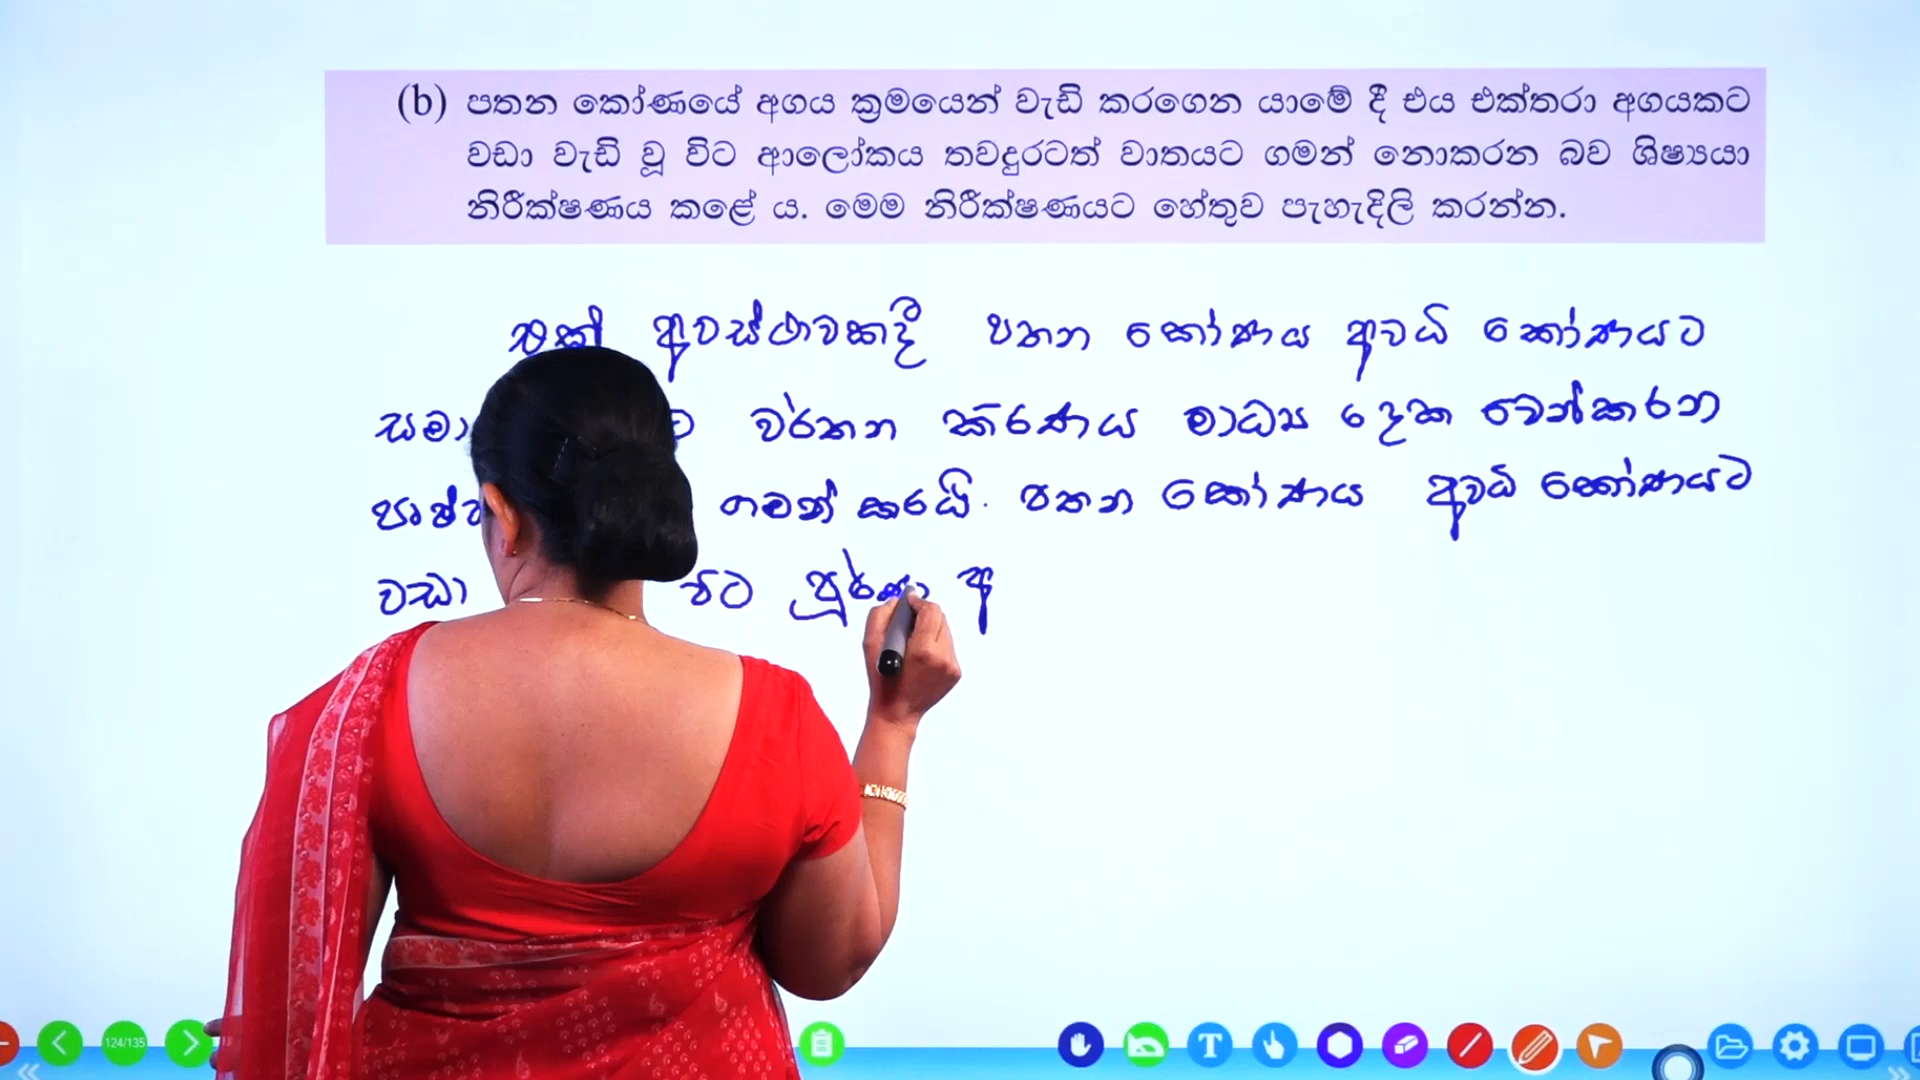 (b) පතන කෝණයේ අගය ක්‍රමයෙන් වැඩි කරගෙන යාමේ දී එය එක්තරා අගයකට
වඩා වැඩි වූ විට ආලෝකය තවදුරටත් වාතයට ගමන් නොකරන බව ශිෂ්‍යයා
නිරීක්ෂණය කළේ ය. මෙම නිරීක්ෂණයට හේතුව පැහැදිලි කරන්න.
එක් අවස්ථාවකදී පතන කෝණය අවධි කෝණයට
වර්තන කිරණය මාධ්‍ය දෙක වෙන්කරන
ගමන් කරයි. පතන කෝණය අවධි කෝණයට
වඩා විට පූර්ණ අ
124/135
T